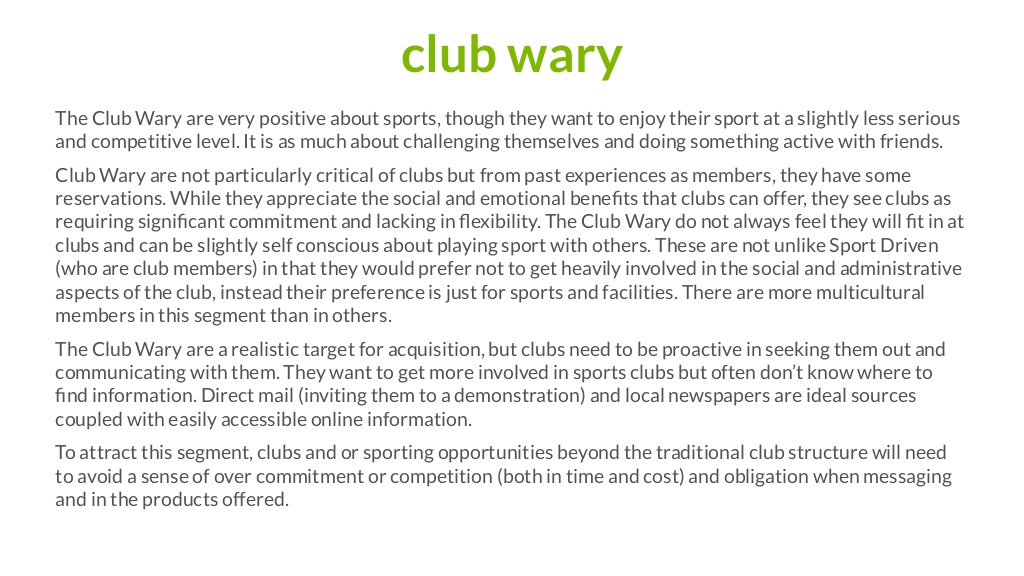 club wary
The Club Wary are very positive about sports, though they want to enjoy their sport at a slightly less serious
and competitive level. It is as much about challenging themselves and doing something active with friends.
Club Wary are not particularly critical of clubs but from past experiences as members, they have some
reservations. While they appreciate the social and emotional benefits that clubs can offer, they see clubs as
requiring significant commitment and lacking in flexibility. The Club Wary do not always feel they will fit in at
clubs and can be slightly self conscious about playing sport with others. These are not unlike Sport Driven
(who are club members) in that they would prefer not to get heavily involved in the social and administrative
aspects of the club, instead their preference is just for sports and facilities. There are more multicultural
members in this segment than in others.
The Club Wary are a realistic target for acquisition, but clubs need to be proactive in seeking them out and
communicating with them. They want to get more involved in sports clubs but often don’t know where to
find information. Direct mail (inviting them to a demonstration) and local newspapers are ideal sources
coupled with easily accessible online information.
To attract this segment, clubs and or sporting opportunities beyond the traditional club structure will need
to avoid a sense of over commitment or competition (both in time and cost) and obligation when messaging
and in the products offered.